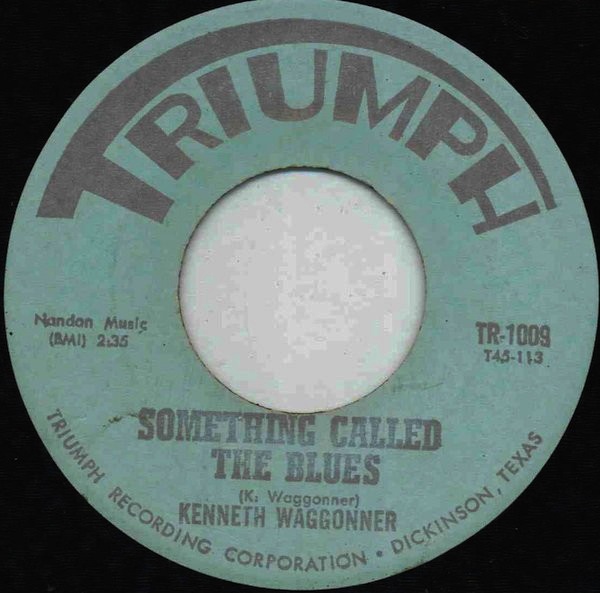 TRIUMPH
Nandan Music
(BMI) 2:35
TR-1009
T45-113
SOMETHING CALLED
THE BLUES
(K. Waggonner)
KENNETH WAGGONNER
TRIUMPH RECORDING CORPORATION • DICKINSON, TEXAS